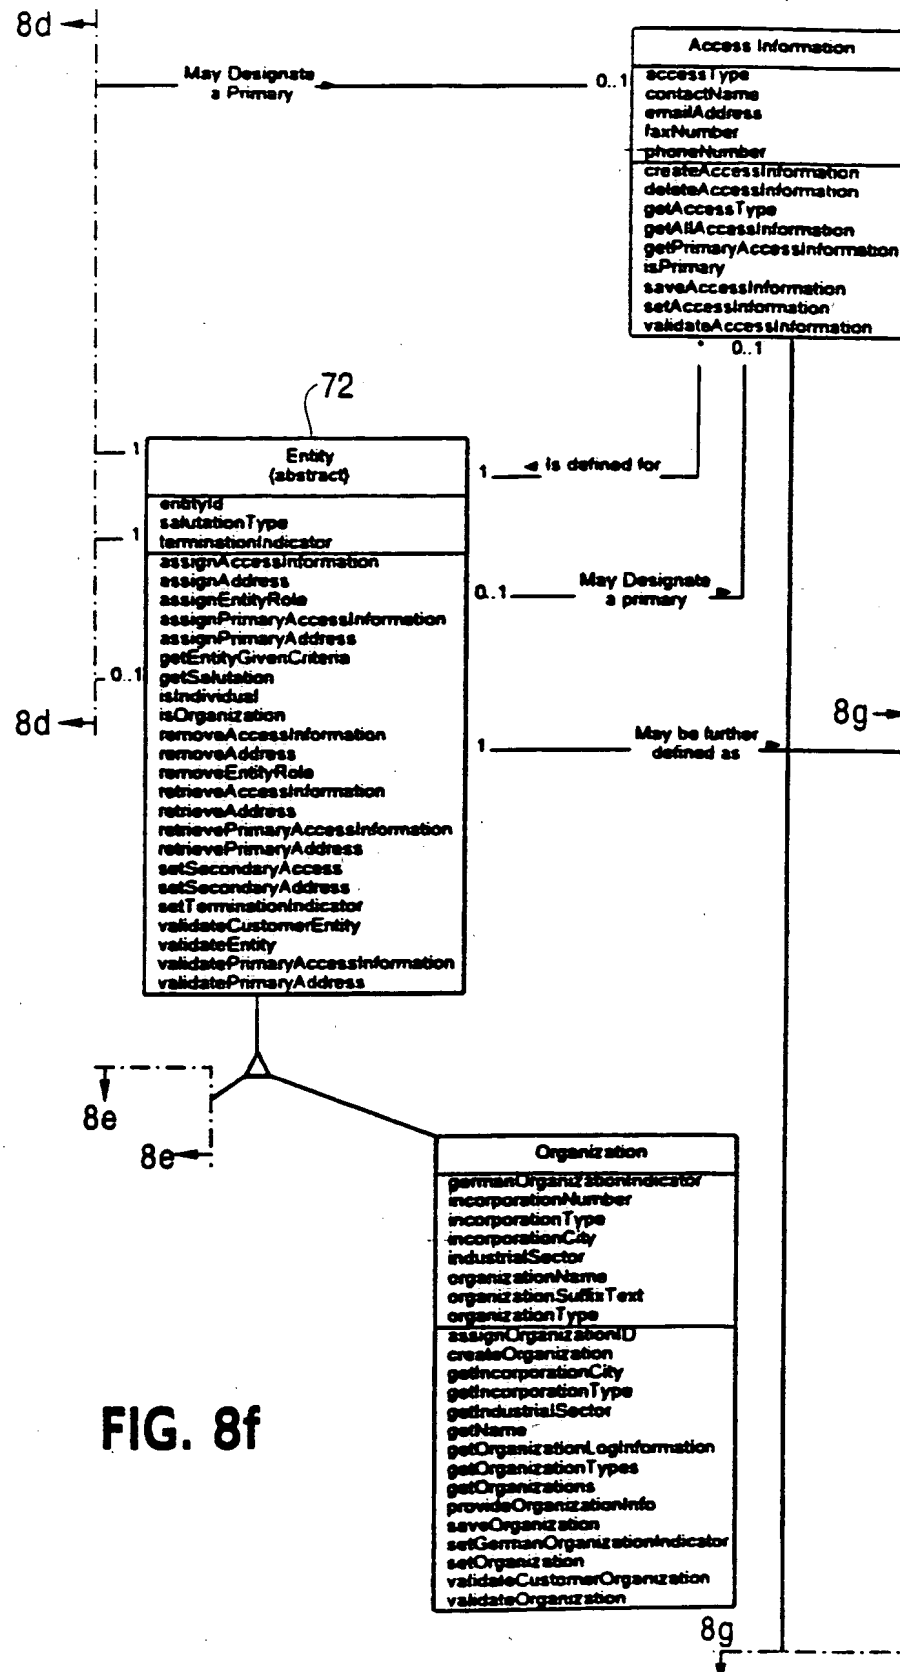 8d
May Designate
a Primary
0..1
Access Information
accessType
contactName
emailAddress
faxNumber
phoneNumber
createAccessInformation
deleteAccessInformation
getAccessType
getAllAccessInformation
getPrimaryAccessInformation
isPrimary
saveAccessInformation
setAccessInformation
validateAccessInformation
*
0..1
72
1
Entity
{abstract}
1
Is defined for
entityId
salutationType
terminationIndicator
1
assignAccessInformation
assignAddress
assignEntityRole
assignPrimaryAccessInformation
assignPrimaryAddress
getEntityGivenCriteria
getSalutation
isIndividual
isOrganization
removeAccessInformation
removeAddress
removeEntityRole
retrieveAccessInformation
retrieveAddress
retrievePrimaryAccessInformation
retrievePrimaryAddress
setSecondaryAccess
setSecondaryAddress
setTerminationIndicator
validateCustomerEntity
validateEntity
validatePrimaryAccessInformation
validatePrimaryAddress
0..1
May Designate
a primary
0..1
8d
8g
1
May be further
defined as
8e
8e
Organization
germanOrganizationIndicator
incorporationNumber
incorporationType
incorporationCity
industrialSector
organizationName
organizationSuffixText
organizationType
assignOrganizationID
createOrganization
getIncorporationCity
getIncorporationType
getIndustrialSector
getName
getOrganizationLogInformation
getOrganizationTypes
getOrganizations
provideOrganizationInfo
saveOrganization
setGermanOrganizationIndicator
setOrganization
validateCustomerOrganization
validateOrganization
FIG. 8f
8g